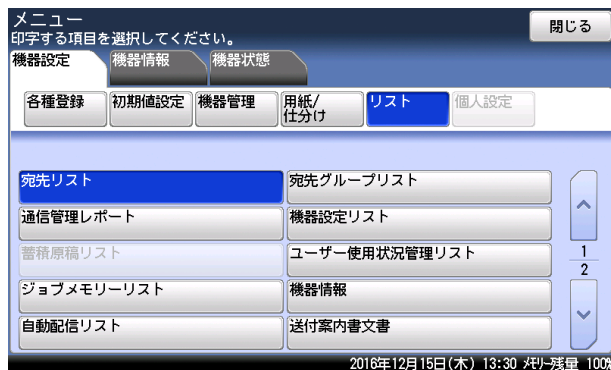 メニュー
印字する項目を選択してください。
閉じる
機器設定 機器情報 機器状態
各種登録 初期値設定 機器管理 用紙/ リスト 個人設定
仕分け
宛先リスト 宛先グループリスト
通信管理レポート 機器設定リスト
蓄積原稿リスト ユーザー使用状況管理リスト
ジョブメモリーリスト 機器情報
自動配信リスト 送付案内書文書
1
2
2016年12月15日(木) 13:30 メモリー残量 100%